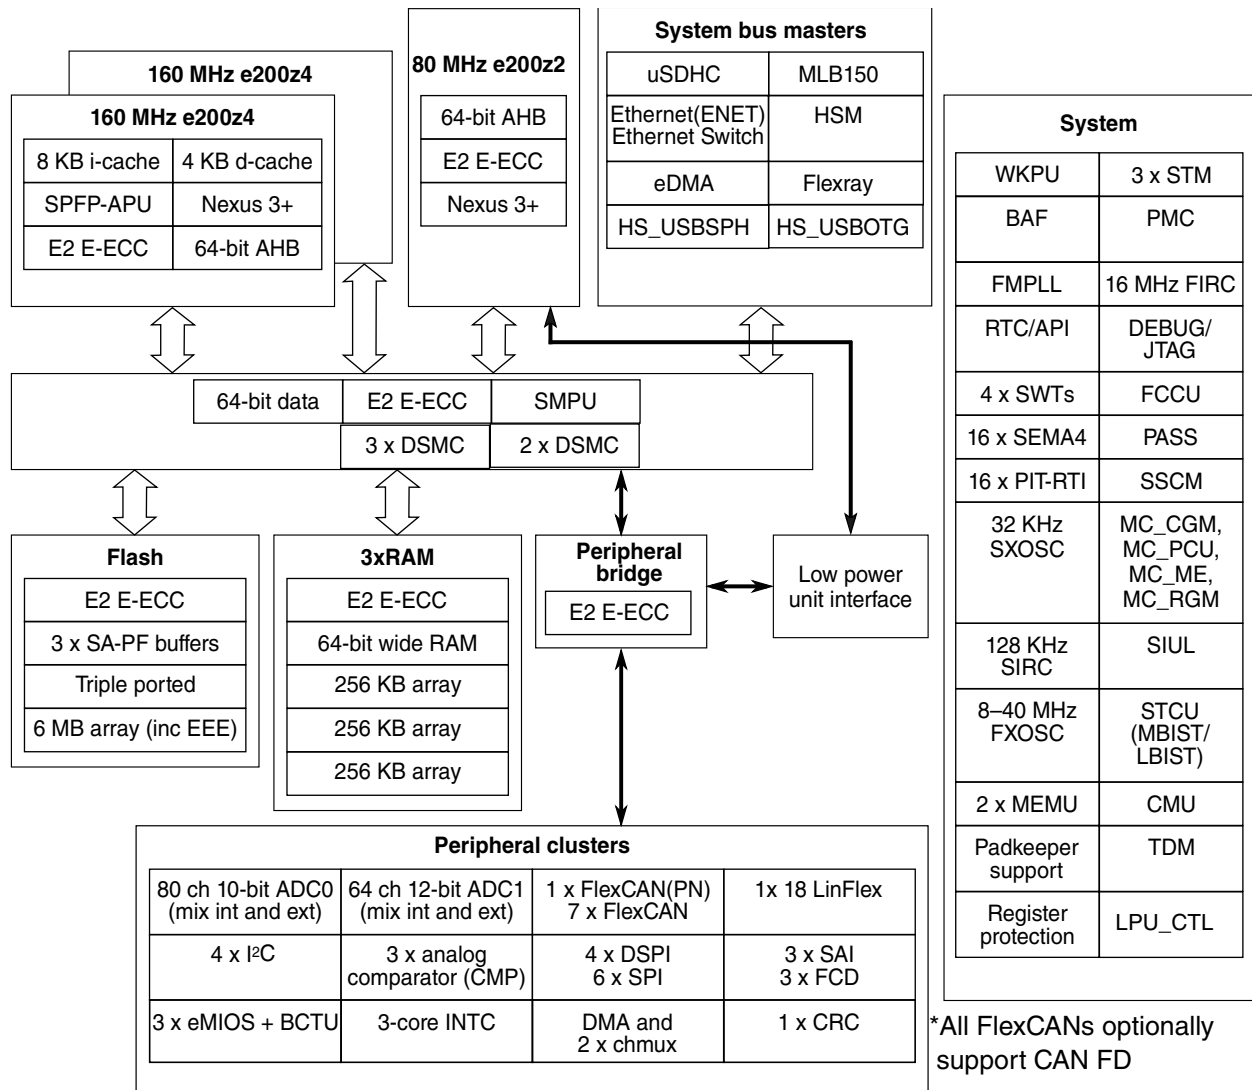 160 MHz e200z4
160 MHz e200z4
8 KB i-cache
4 KB d-cache
SPFP-APU
Nexus 3+
E2 E-ECC
64-bit AHB
80 MHz e200z2
64-bit AHB
E2 E-ECC
Nexus 3+
System bus masters
uSDHC
MLB150
Ethernet(ENET)
Ethernet Switch
HSM
eDMA
Flexray
HS_USBSPH
HS_USBOTG
64-bit data
E2 E-ECC
SMPU
3 x DSMC
2 x DSMC
Flash
E2 E-ECC
3 x SA-PF buffers
Triple ported
6 MB array (inc EEE)
3xRAM
E2 E-ECC
64-bit wide RAM
256 KB array
256 KB array
256 KB array
Peripheral
bridge
E2 E-ECC
Low power
unit interface
Peripheral clusters
80 ch 10-bit ADC0
(mix int and ext)
64 ch 12-bit ADC1
(mix int and ext)
1 x FlexCAN(PN)
7 x FlexCAN
1x 18 LinFlex
4 x I²C
3 x analog
comparator (CMP)
4 x DSPI
6 x SPI
3 x SAI
3 x FCD
3 x eMIOS + BCTU
3-core INTC
DMA and
2 x chmux
1 x CRC
System
WKPU
3 x STM
BAF
PMC
FMPLL
16 MHz FIRC
RTC/API
DEBUG/
JTAG
4 x SWTs
FCCU
16 x SEMA4
PASS
16 x PIT-RTI
SSCM
32 KHz
SXOSC
MC_CGM,
MC_PCU,
MC_ME,
MC_RGM
128 KHz
SIRC
SIUL
8–40 MHz
FXOSC
STCU
(MBIST/
LBIST)
2 x MEMU
CMU
Padkeeper
support
TDM
Register
protection
LPU_CTL
*All FlexCANs optionally
support CAN FD